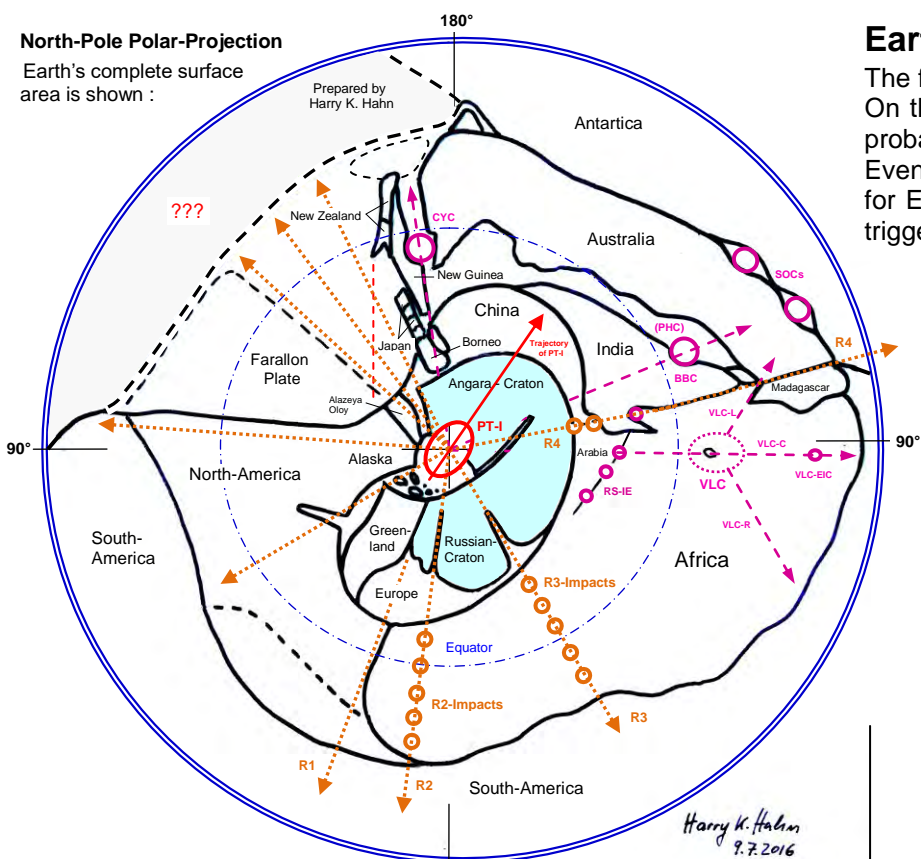 180°
North-Pole Polar-Projection
Earth's complete surface
area is shown :
Prepared by
Harry K. Hahn
Antartica
The f
On th
proba
Even
for E
trigge
???
New Zealand
CYC
Australia
SOCs
New Guinea
China
(PHC)
BBC
R4
Japan
Borneo
Trajectory
of PT-I
India
Farallon
Plate
Angara - Craton
Madagascar
Alazeya
Oloy
VLC-L
90°
PT-I
R4
90°
North-America
Alaska
Arabia
VLC-C
VLC
VLC-EIC
RS-IE
VLC-R
South-
America
Green-
land
Russian-
Craton
Africa
R3-Impacts
Europe
Equator
R2-Impacts
R3
R1
R2
South-America
Harry K. Hahn
9.7.2016